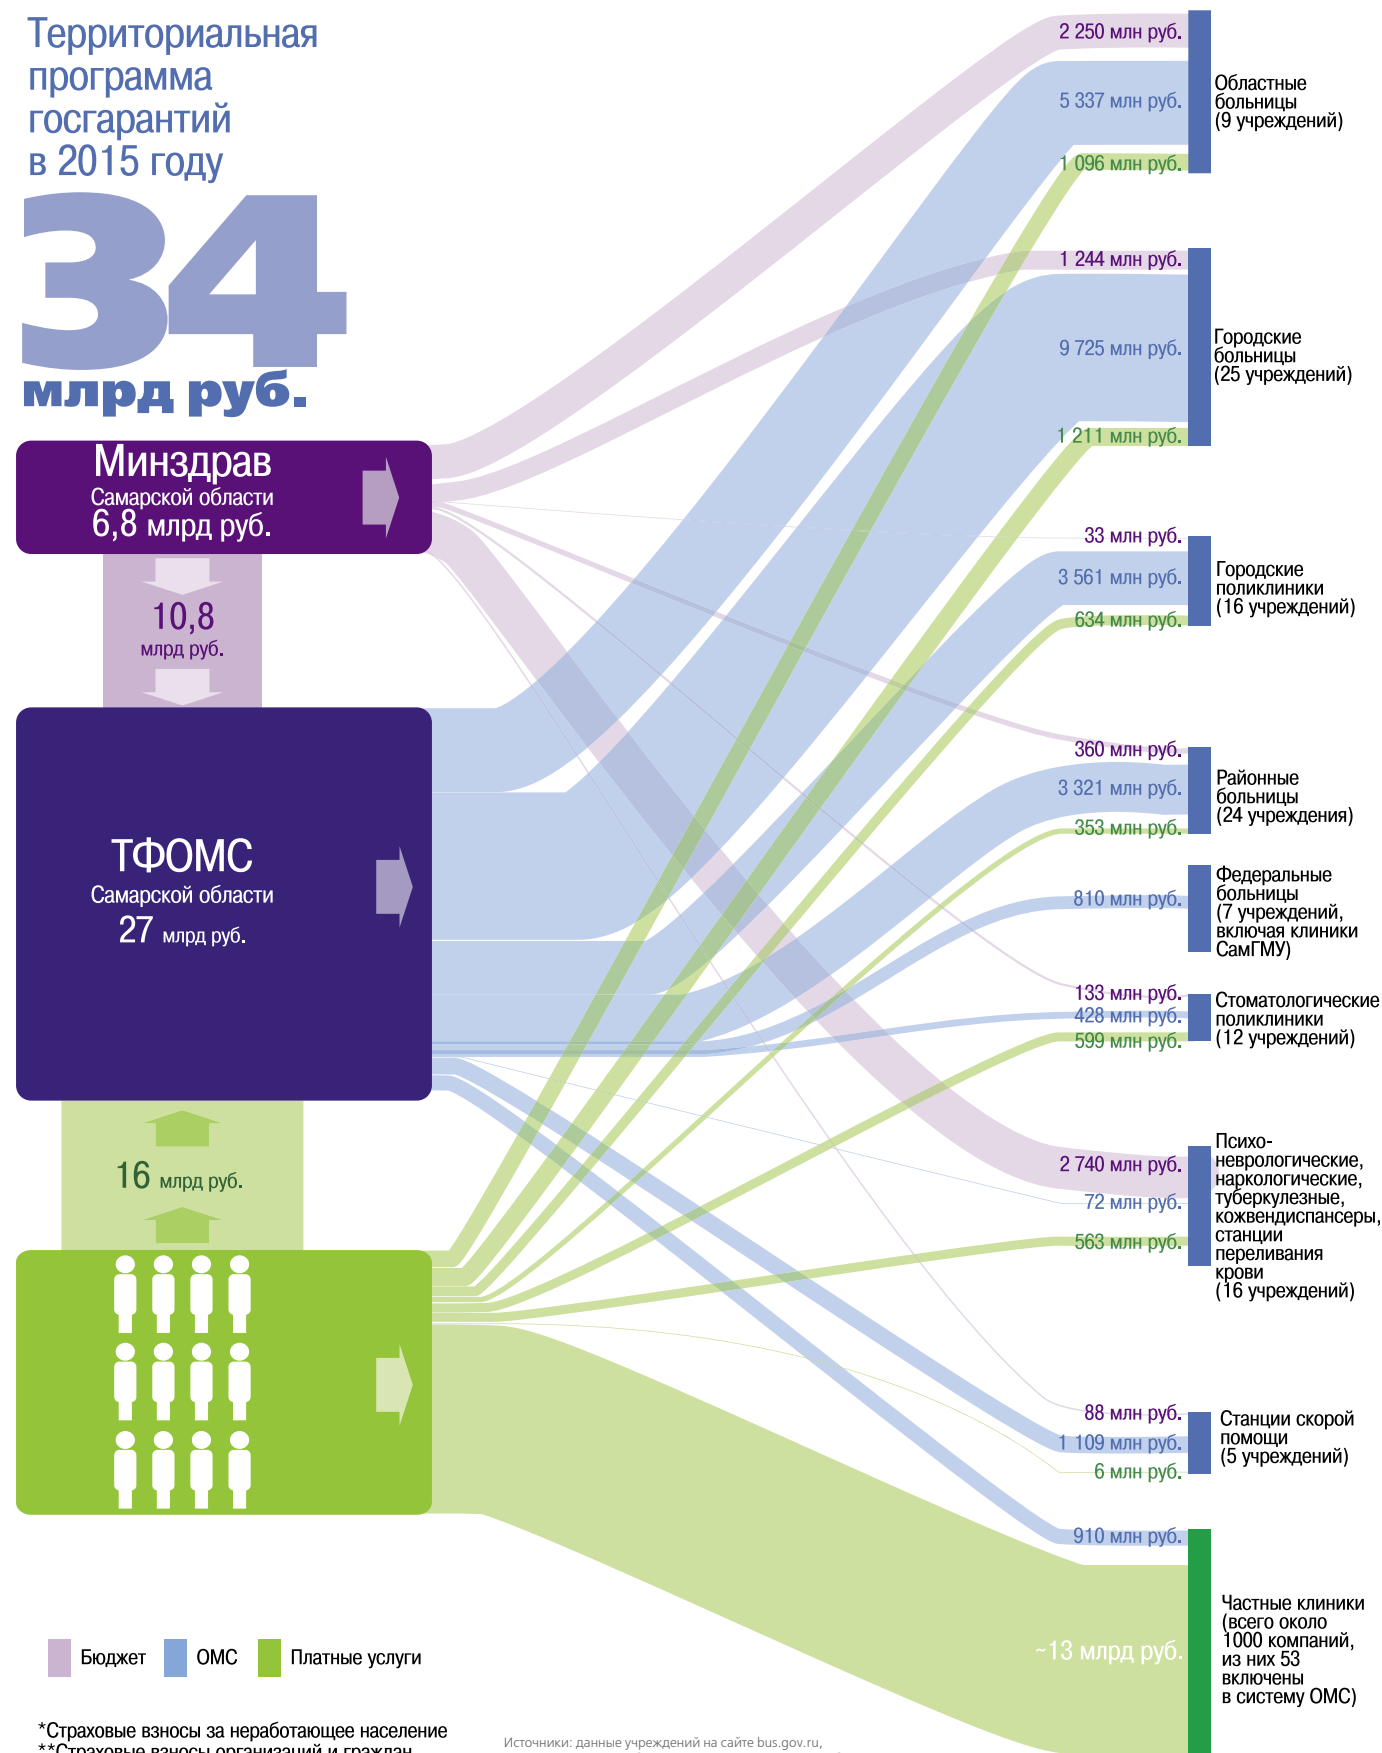 Территориальная
программа
госгарантий
в 2015 году
34
млрд руб.
Минздрав
Самарской области
6,8 млрд руб.
10,8
млрд руб.
ТФОМС
Самарской области
27 млрд руб.
16 млрд руб.
2 250 млн руб.
5 337 млн руб.
1 096 млн руб.
Областные
больницы
(9 учреждений)
1 244 млн руб.
9 725 млн руб.
1 211 млн руб.
Городские
больницы
(25 учреждений)
33 млн руб.
3 561 млн руб.
634 млн руб.
Городские
поликлиники
(16 учреждений)
360 млн руб.
3 321 млн руб.
353 млн руб.
Районные
больницы
(24 учреждения)
810 млн руб.
Федеральные
больницы
(7 учреждений,
включая клиники
СамГМУ)
133 млн руб.
428 млн руб.
599 млн руб.
Стоматологические
поликлиники
(12 учреждений)
2 740 млн руб.
72 млн руб.
563 млн руб.
Психо-
неврологические,
наркологические,
туберкулезные,
кожвендиспансеры,
станции
переливания
крови
(16 учреждений)
88 млн руб.
1 109 млн руб.
6 млн руб.
Станции скорой
помощи
(5 учреждений)
910 млн руб.
~13 млрд руб.
Частные клиники
(всего около
1000 компаний,
из них 53
включены
в систему ОМС)
Бюджет
ОМС
Платные услуги
*Страховые взносы за неработающее население
**Страховые взносы организаций и граждан
Источники: данные учреждений на сайте bus.gov.ru,